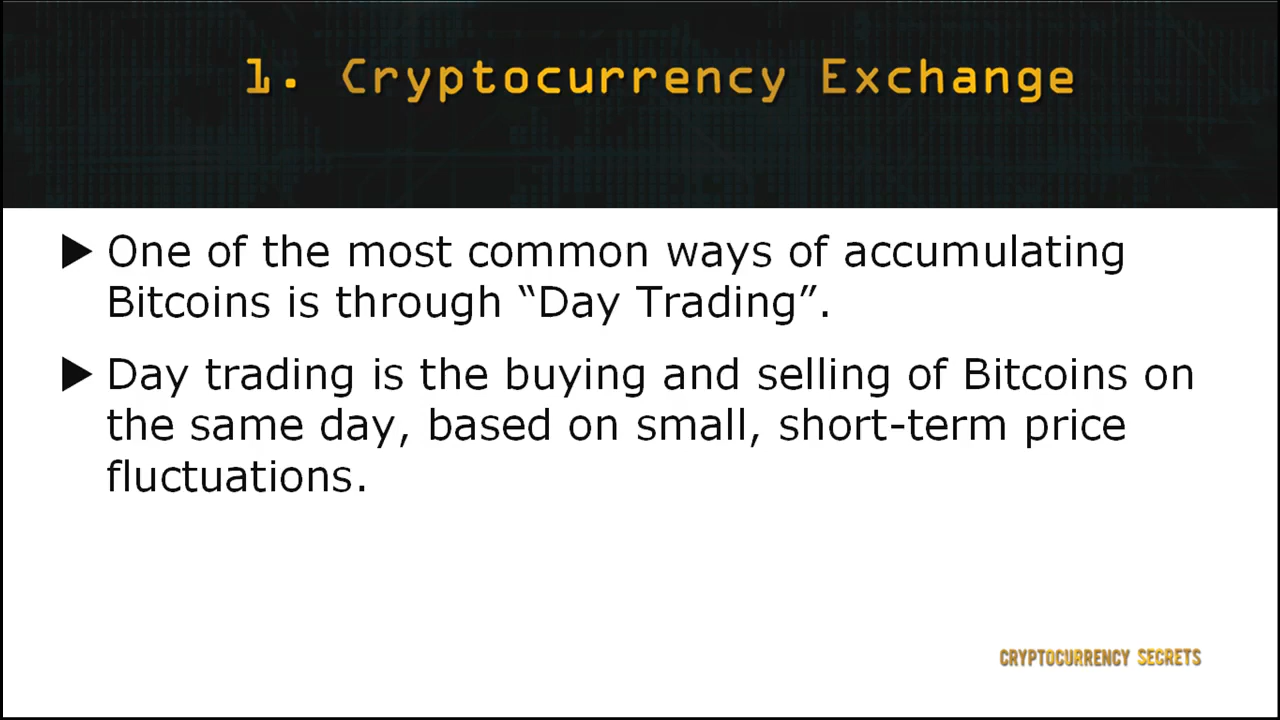 1. Cryptocurrency Exchange
▶ One of the most common ways of accumulating
Bitcoins is through “Day Trading”.
▶ Day trading is the buying and selling of Bitcoins on
the same day, based on small, short-term price
fluctuations.
CRYPTOCURRENCY SECRETS